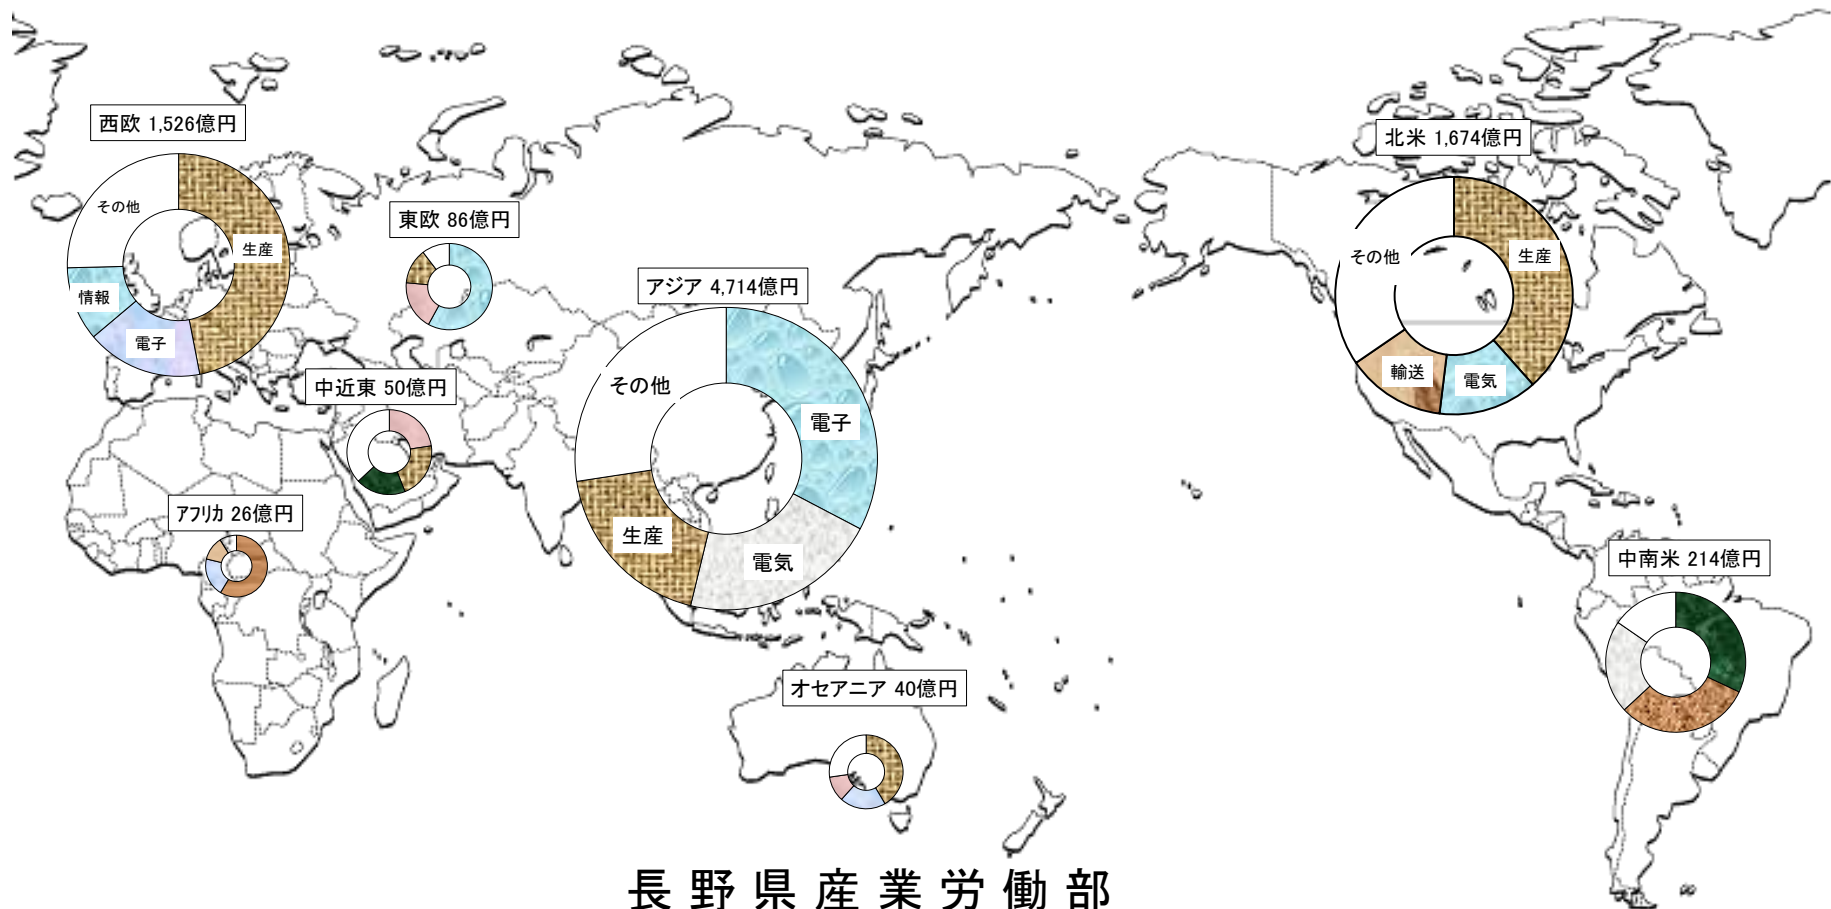 西欧 1,526億円
その他
生産
情報
電子
東欧 86億円
中近東 50億円
アフリカ 26億円
アジア 4,714億円
その他
電子
生産
電気
オセアニア 40億円
北米 1,674億円
その他
生産
輸送
電気
中南米 214億円
長野県産業労働部